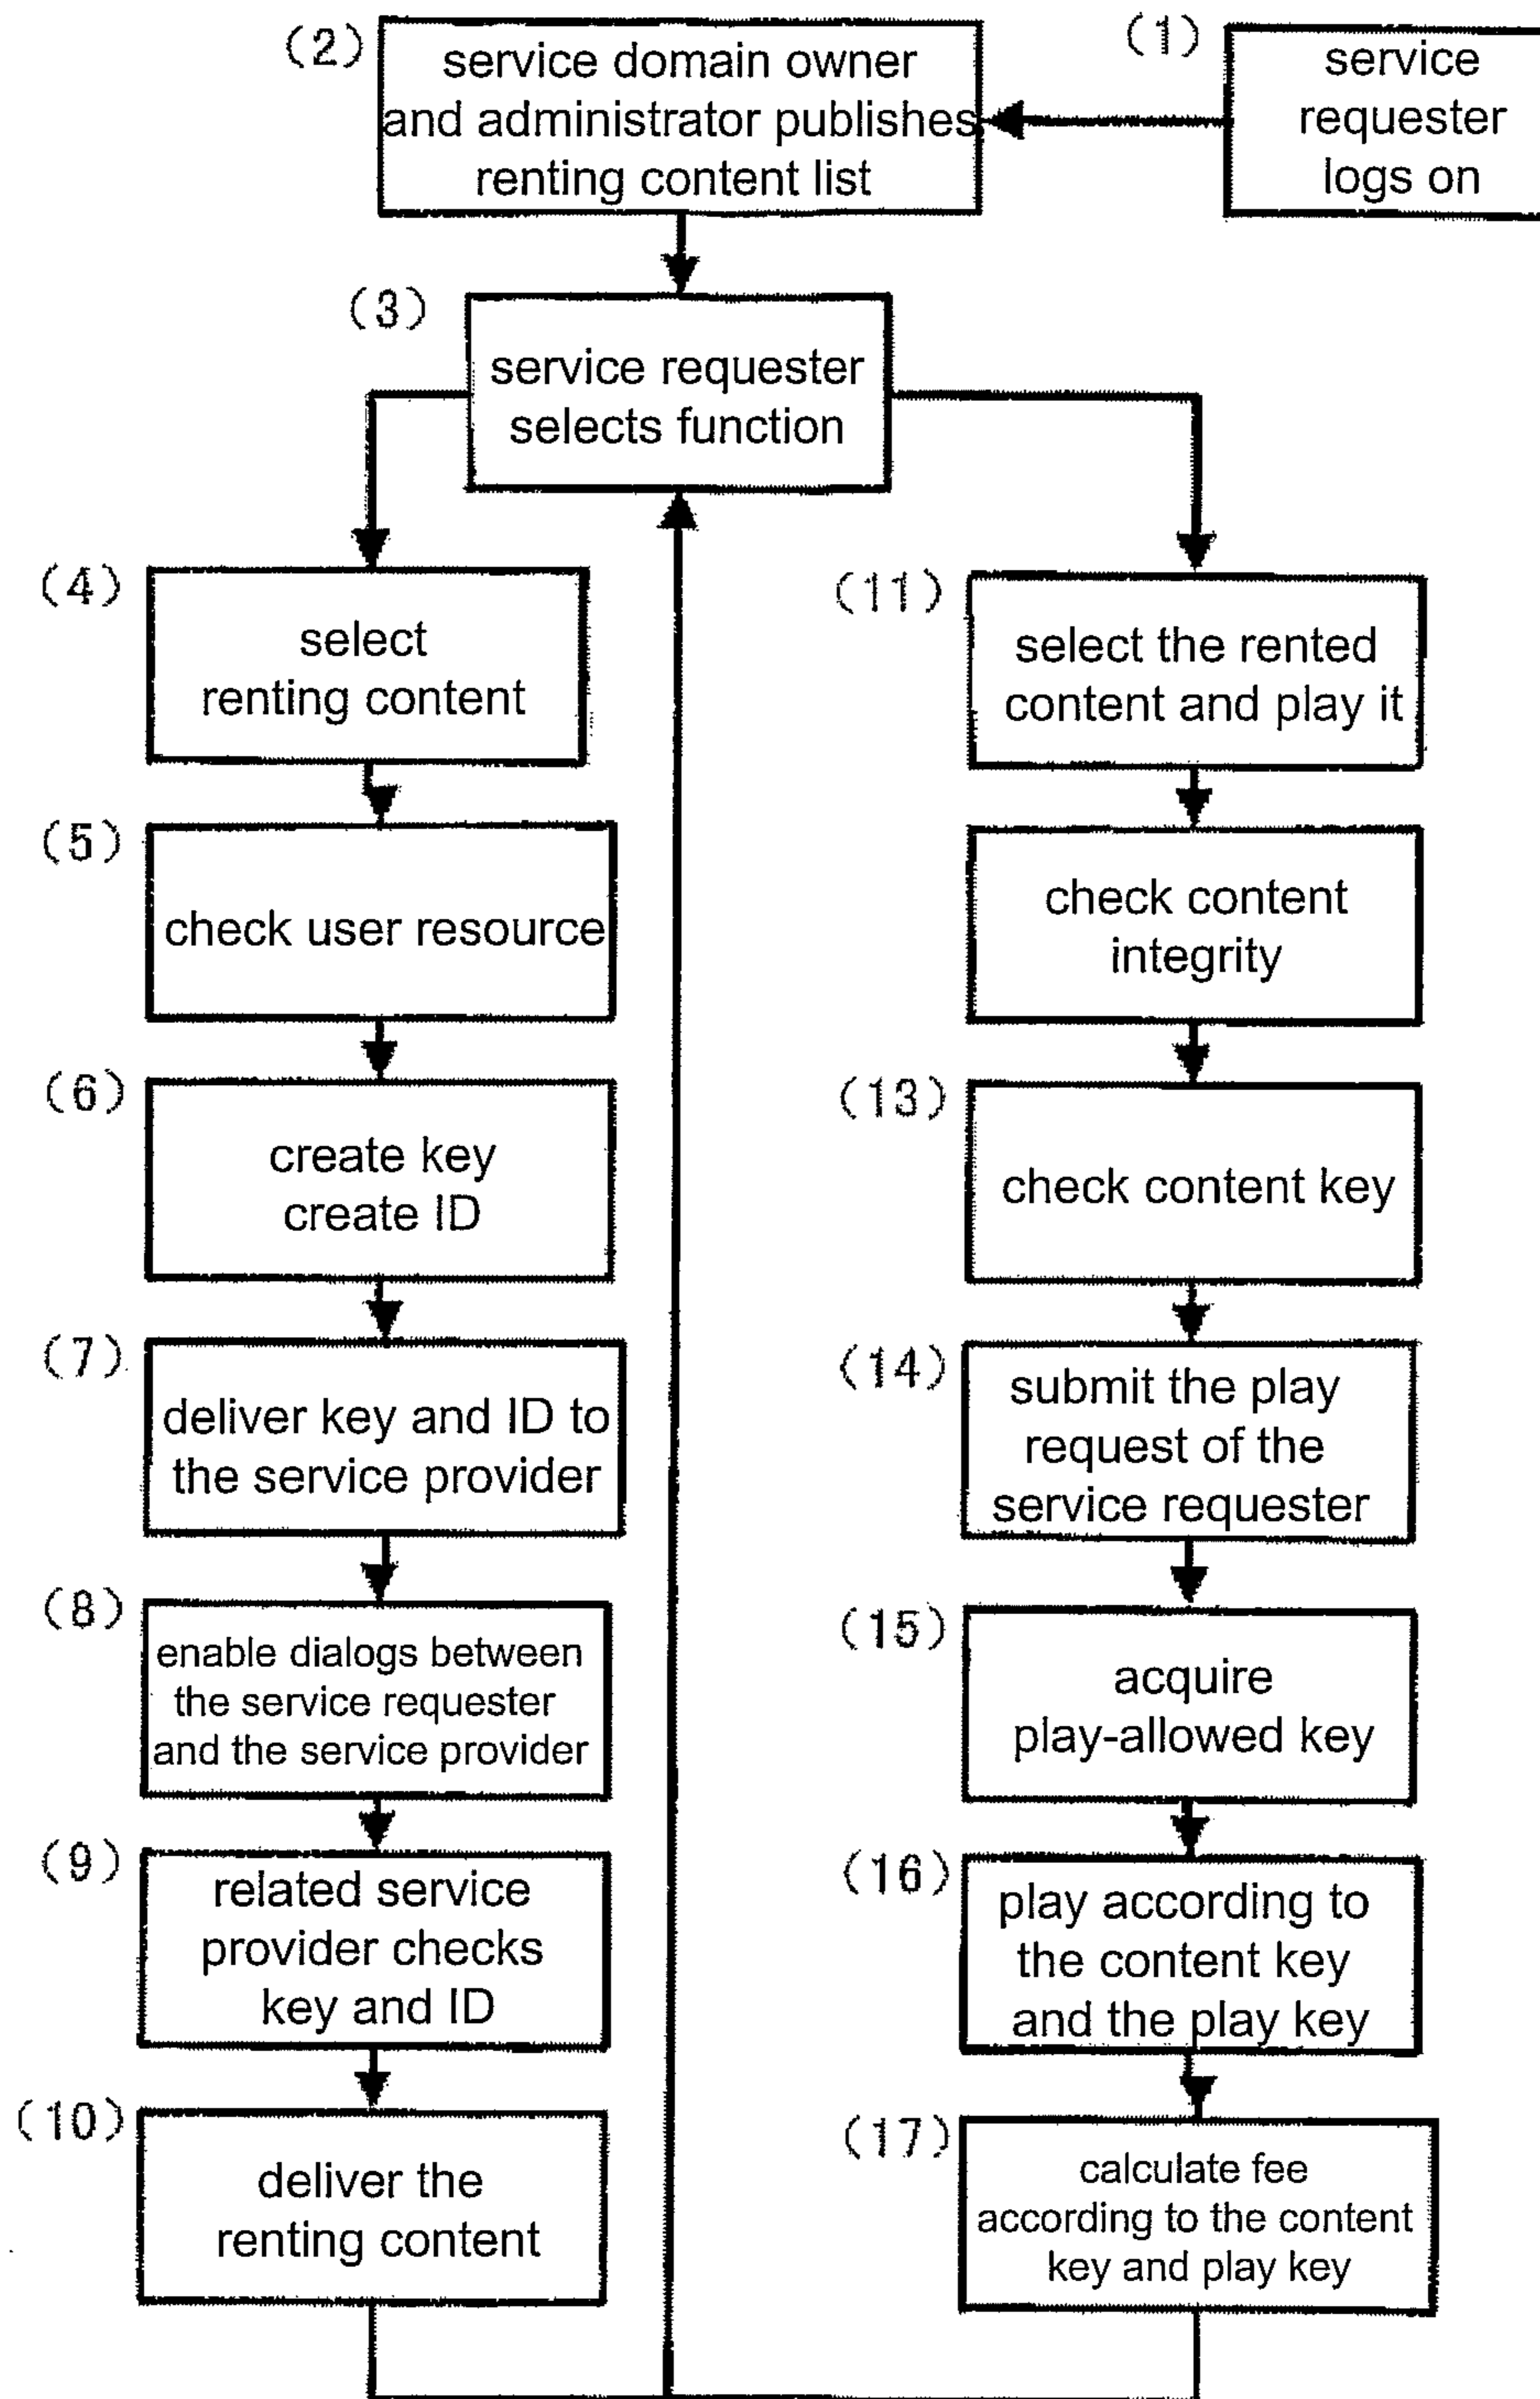 (2)
service domain owner
and administrator publishes
renting content list
(1)
service
requester
logs on
(3)
service requester
selects function
(4)
select
renting content
(5)
check user resource
(6)
create key
create ID
(7)
deliver key and ID to
the service provider
(8)
enable dialogs between
the service requester
and the service provider
(9)
related service
provider checks
key and ID
(10)
deliver the
renting content
(11)
select the rented
content and play it
check content
integrity
(13)
check content key
(14)
submit the play
request of the
service requester
(15)
acquire
play-allowed key
(16)
play according to
the content key
and the play key
(17)
calculate fee
according to the content
key and play key